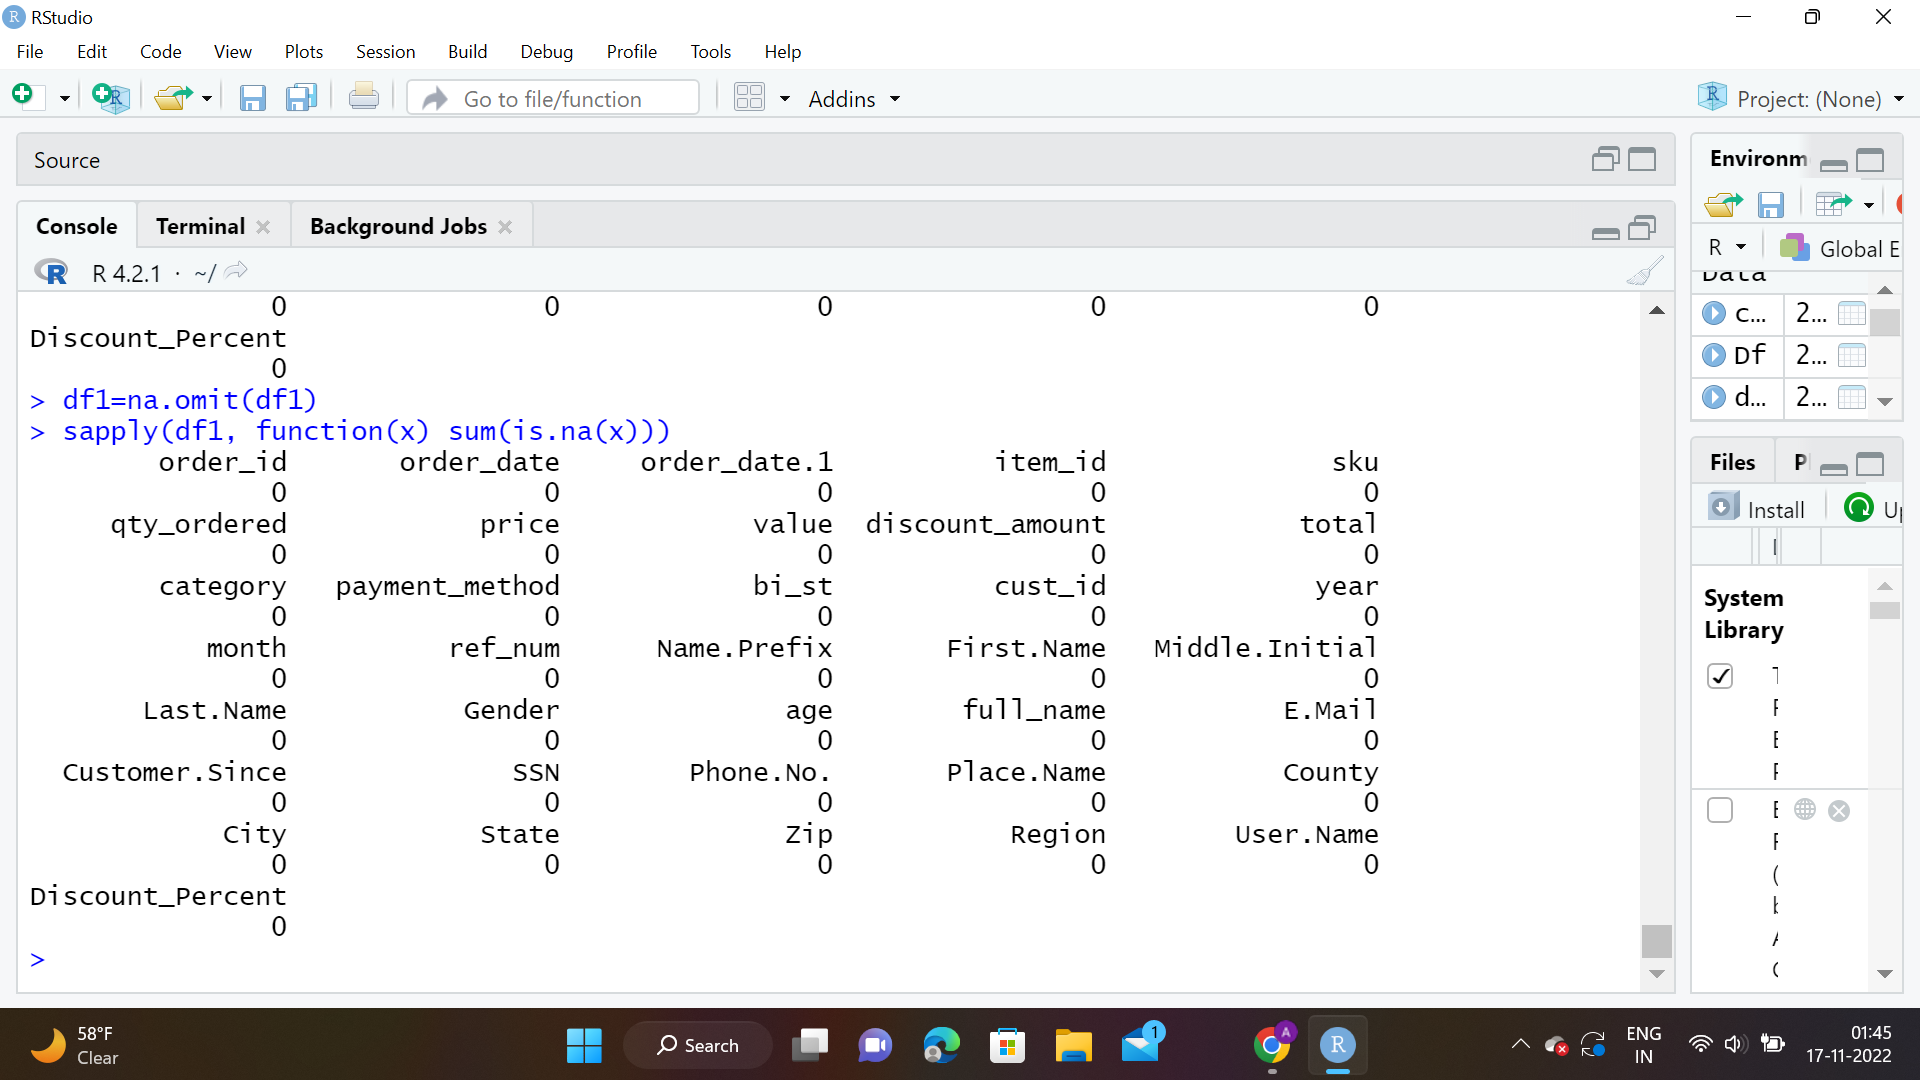 RStudio
File Edit Code View Plots Session Build Debug Profile Tools Help
Go to file/function Addins Project: (None)
Source
Console Terminal Background Jobs
R 4.2.1 · ~/
0 0 0 0 0
Discount_Percent
0
> df1=na.omit(df1)
> sapply(df1, function(x) sum(is.na(x)))
order_id order_date order_date.1 item_id sku
0 0 0 0 0
qty_ordered price value discount_amount total
0 0 0 0 0
category payment_method bi_st cust_id year
0 0 0 0 0
month ref_num Name.Prefix First.Name Middle.Initial
0 0 0 0 0
Last.Name Gender age full_name E.Mail
0 0 0 0 0
Customer.Since SSN Phone.No. Place.Name County
0 0 0 0 0
City State Zip Region User.Name
0 0 0 0 0
Discount_Percent
0
>
Environm
R Global E
Data
c... 2...
Df 2...
d... 2...
Files P
Install Up
System
Library
58°F
Clear
Search
1
A
R
ENG
IN
01:45
17-11-2022